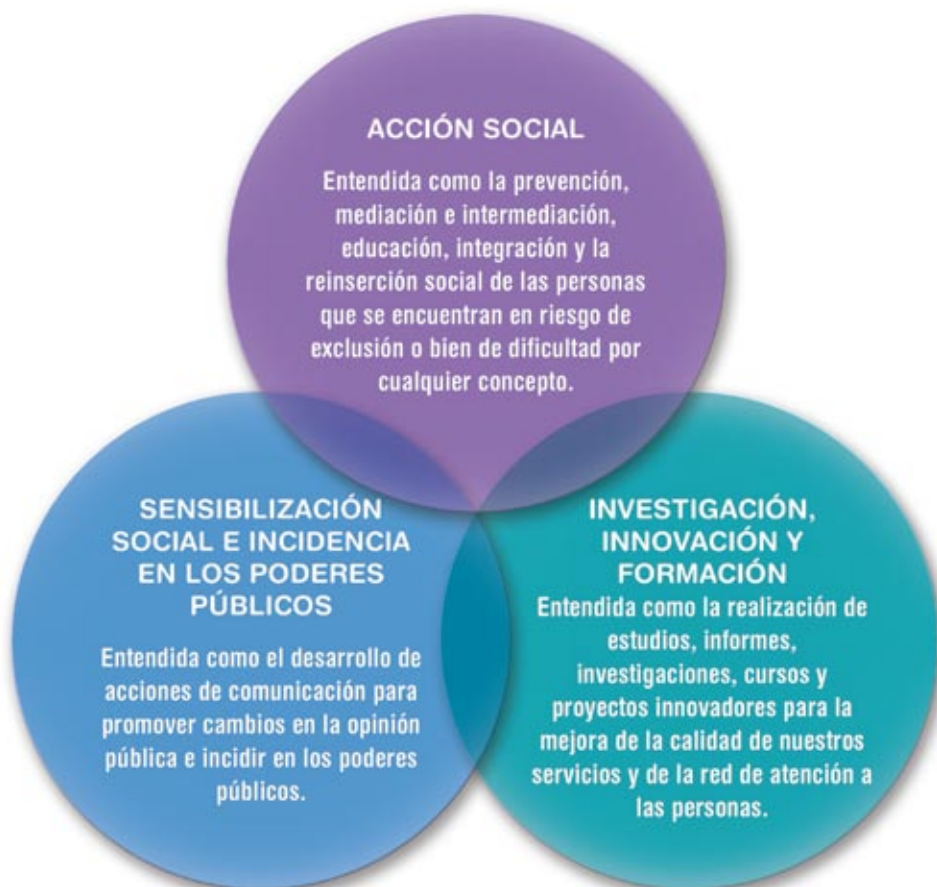 ACCIÓN SOCIAL
Entendida como la prevención,
mediación e intermediación,
educación, integración y la
reinserción social de las personas
que se encuentran en riesgo de
exclusión o bien de dificultad por
cualquier concepto.
SENSIBILIZACIÓN
SOCIAL E INCIDENCIA
EN LOS PODERES
PÚBLICOS
Entendida como el desarrollo de
acciones de comunicación para
promover cambios en la opinión
pública e incidir en los poderes
públicos.
INVESTIGACIÓN,
INNOVACIÓN Y
FORMACIÓN
Entendida como la realización de
estudios, informes,
investigaciones, cursos y
proyectos innovadores para la
mejora de la calidad de nuestros
servicios y de la red de atención a
las personas.